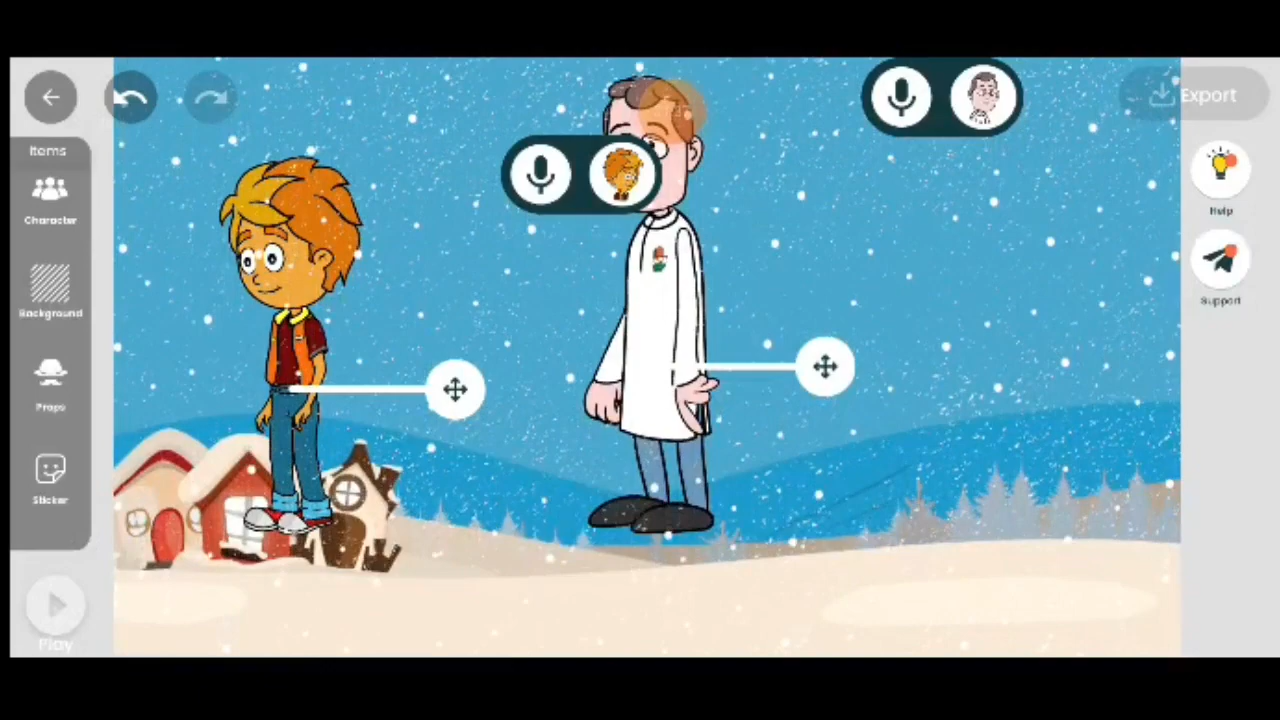 Export
Items
Character
Background
Props
Sticker
Play
Help
Support